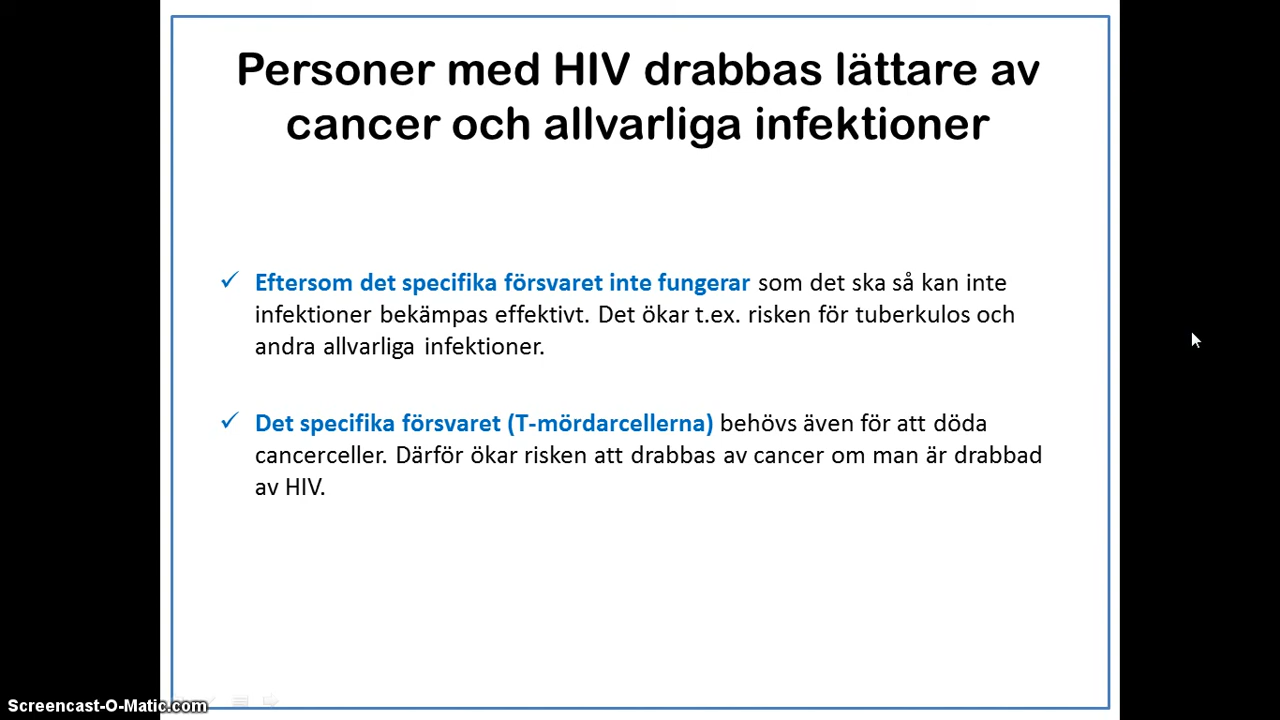 Personer med HIV drabbas lättare av
cancer och allvarliga infektioner
✓ Eftersom det specifika försvaret inte fungerar som det ska så kan inte
infektioner bekämpas effektivt. Det ökar t.ex. risken för tuberkulos och
andra allvarliga infektioner.
✓ Det specifika försvaret (T-mördarcellerna) behövs även för att döda
cancerceller. Därför ökar risken att drabbas av cancer om man är drabbad
av HIV.
Screencast-O-Matic.com